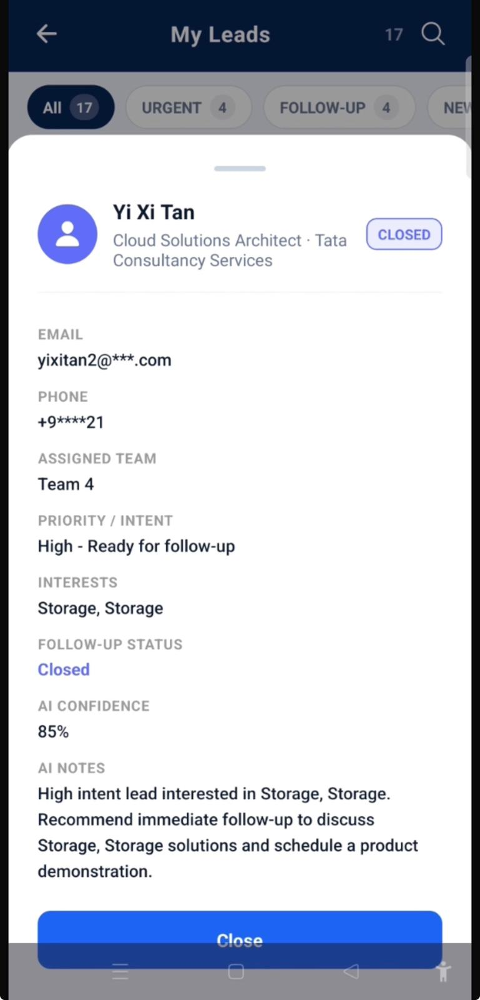 My Leads
17
All 17
URGENT 4
FOLLOW-UP 4
NEW
Yi Xi Tan
Cloud Solutions Architect · Tata
Consultancy Services
CLOSED
EMAIL
yixitan2@***.com
PHONE
+9****21
ASSIGNED TEAM
Team 4
PRIORITY / INTENT
High - Ready for follow-up
INTERESTS
Storage, Storage
FOLLOW-UP STATUS
Closed
AI CONFIDENCE
85%
AI NOTES
High intent lead interested in Storage, Storage.
Recommend immediate follow-up to discuss
Storage, Storage solutions and schedule a product
demonstration.
Close